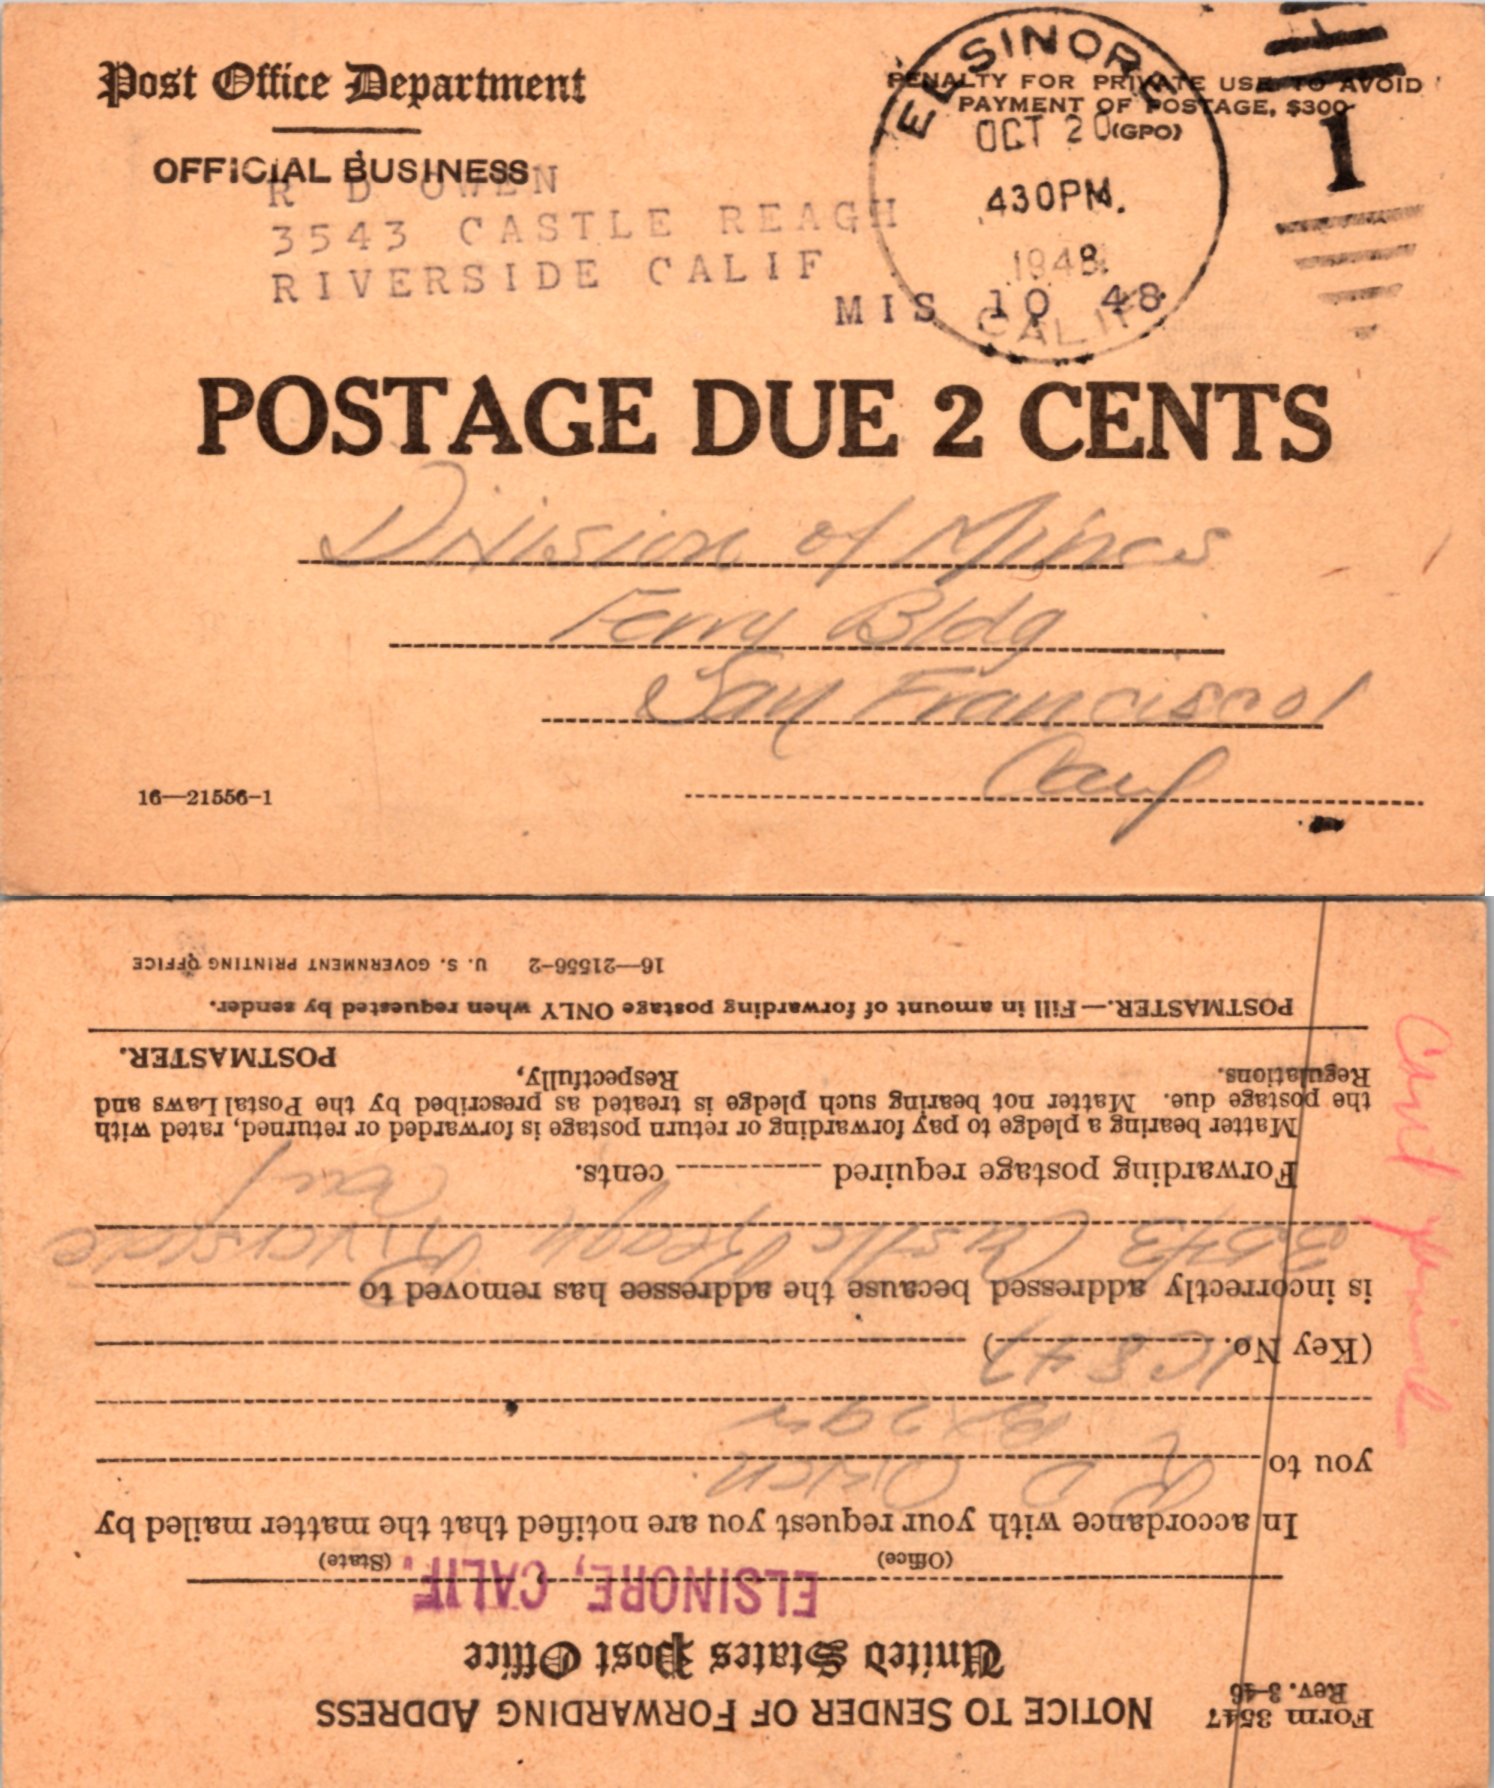 Post Office Department
OFFICIAL BUSINESS
PENALTY FOR PRIVATE USE TO AVOID
PAYMENT OF POSTAGE, $300
(GPO)
ELSINORE
OCT 20
430PM.
1948
CALIF.
1
R D OWEN
3543 CASTLE REAGH
RIVERSIDE CALIF
MIS 10 48
POSTAGE DUE 2 CENTS
Division of Mines
Ferry Bldg
San Francisco
Calif
16—21556-1
Form 3547
Rev. 3-46
NOTICE TO SENDER OF FORWARDING ADDRESS
United States Post Office
ELSINORE, CALIF.
(Office) (State)
In accordance with your request you are notified that the matter mailed by
you to R D Owen
Bx 297
(Key No. )
is incorrectly addressed because the addressee has removed to
3543 Castle Reagh Riverside
Calif
Forwarding postage required cents.
Matter bearing a pledge to pay forwarding or return postage is forwarded or returned, rated with
the postage due. Matter not bearing such pledge is treated as prescribed by the Postal Laws and
Regulations.
Respectfully,
POSTMASTER.
POSTMASTER.—Fill in amount of forwarding postage ONLY when requested by sender.
16—21556-2 U. S. GOVERNMENT PRINTING OFFICE